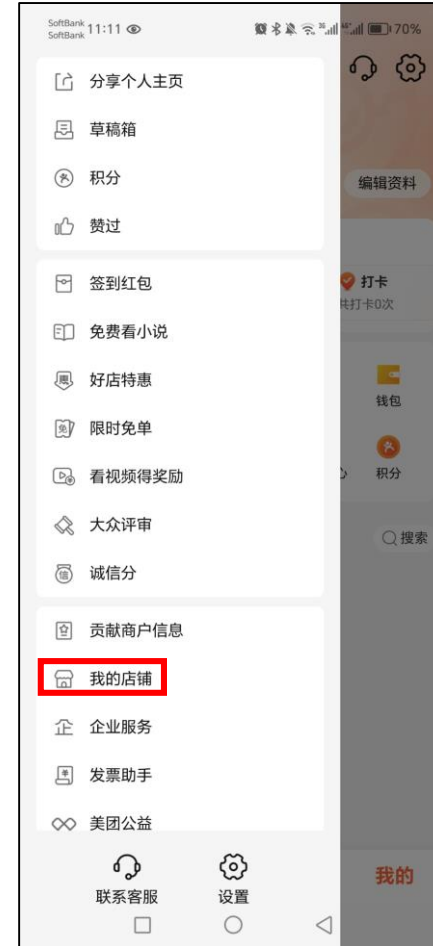 SoftBank
SoftBank
11:11
70%
分享个人主页
草稿箱
积分
赞过
编辑资料
签到红包
打卡
共打卡0次
免费看小说
好店特惠
钱包
限时免单
看视频得奖励
心
积分
大众评审
搜索
诚信分
贡献商户信息
我的店铺
企业服务
发票助手
美团公益
我的
联系客服
设置